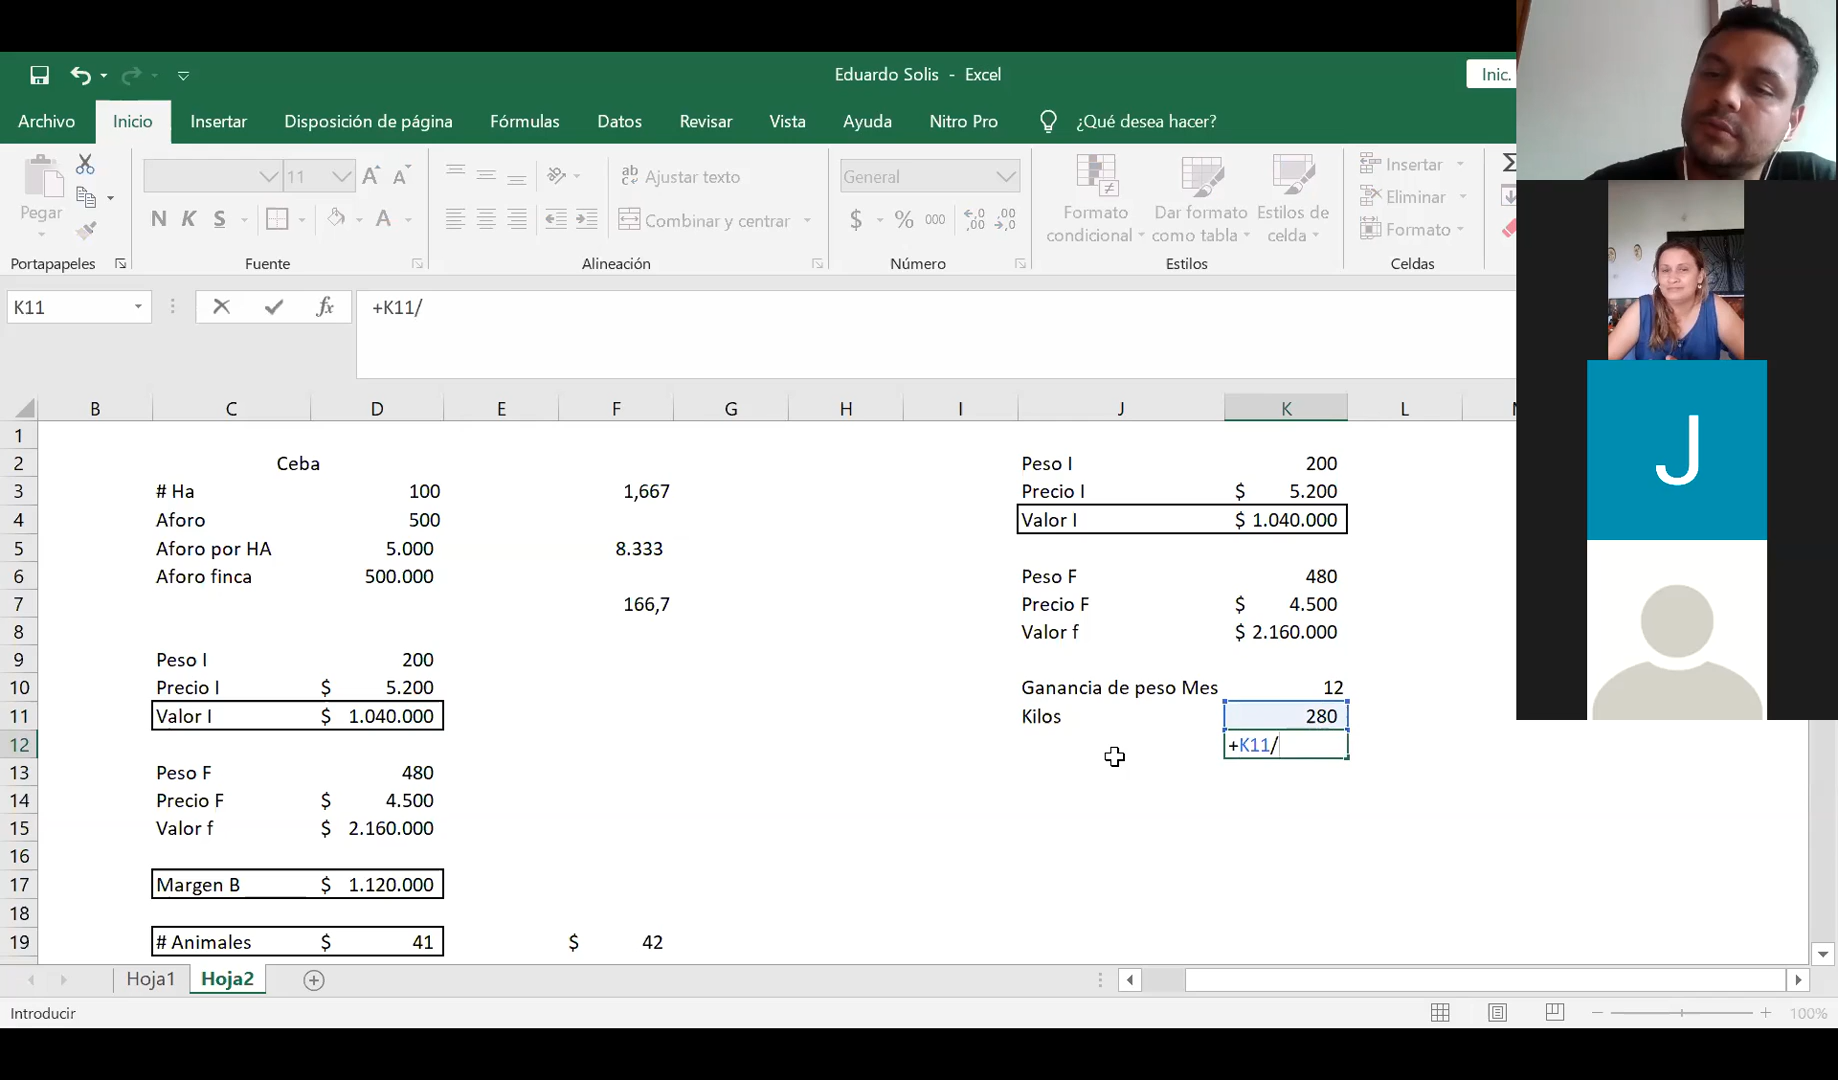 Eduardo Solis - Excel
Inic.
Archivo Inicio Insertar Disposición de página Fórmulas Datos Revisar Vista Ayuda Nitro Pro ¿Qué desea hacer?
Pegar
Portapapeles
11
N K S
Fuente
Ajustar texto
Combinar y centrar
Alineación
General
$ % 000
Número
Formato condicional
Dar formato como tabla
Estilos de celda
Estilos
Insertar
Eliminar
Formato
Celdas
K11 fx +K11/
B C D E F G H I J K L
1
2 Ceba Peso I 200
3 # Ha 100 1,667 Precio I $ 5.200
4 Aforo 500 Valor I $ 1.040.000
5 Aforo por HA 5.000 8.333
6 Aforo finca 500.000 Peso F 480
7 166,7 Precio F $ 4.500
8 Valor f $ 2.160.000
9 Peso I 200
10 Precio I $ 5.200 Ganancia de peso Mes 12
11 Valor I $ 1.040.000 Kilos 280
12 +K11/
13 Peso F 480
14 Precio F $ 4.500
15 Valor f $ 2.160.000
16
17 Margen B $ 1.120.000
18
19 # Animales $ 41 $ 42
Hoja1 Hoja2
Introducir 100%
J